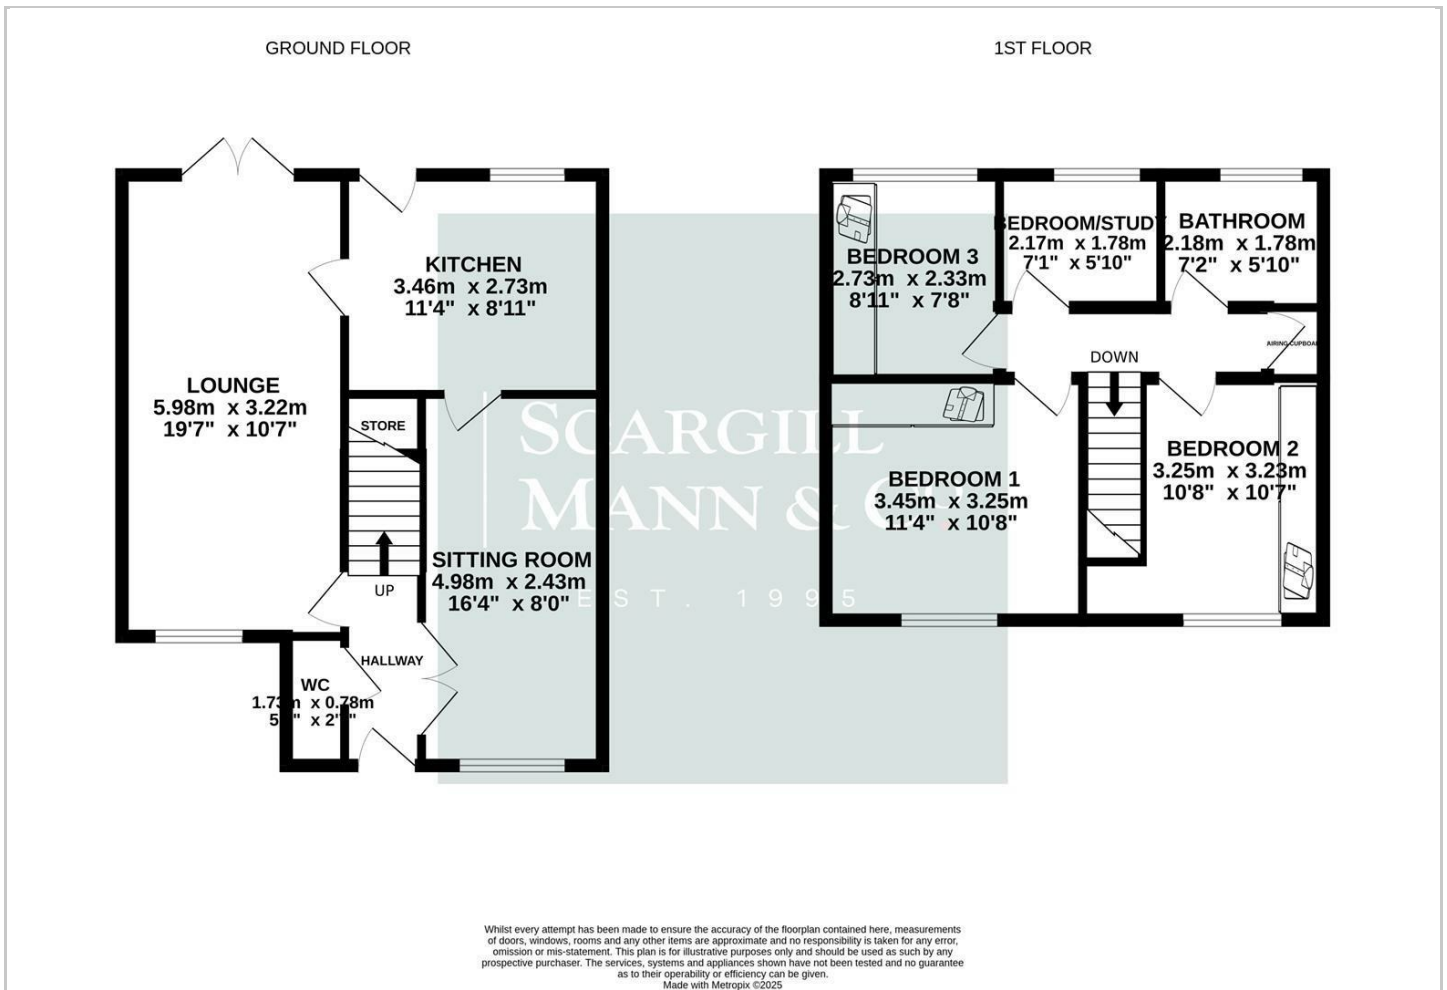 GROUND FLOOR
1ST FLOOR
LOUNGE
5.98m x 3.22m
19'7" x 10'7"
KITCHEN
3.46m x 2.73m
11'4" x 8'11"
STORE
UP
SITTING ROOM
4.98m x 2.43m
16'4" x 8'0"
HALLWAY
WC
1.73m x 0.78m
x
BEDROOM 3
2.73m x 2.33m
8'11" x 7'8"
BEDROOM/STUDY
2.17m x 1.78m
7'1" x 5'10"
BATHROOM
2.18m x 1.78m
7'2" x 5'10"
DOWN
AIRING CUPBOARD
BEDROOM 1
3.45m x 3.25m
11'4" x 10'8"
BEDROOM 2
3.25m x 3.23m
10'8" x 10'7"
SCARGILL
MANN & Co.
EST. 1995
Whilst every attempt has been made to ensure the accuracy of the floorplan contained here, measurements
of doors, windows, rooms and any other items are approximate and no responsibility is taken for any error,
omission or mis-statement. This plan is for illustrative purposes only and should be used as such by any
prospective purchaser. The services, systems and appliances shown have not been tested and no guarantee
as to their operability or efficiency can be given.
Made with Metropix ©2025